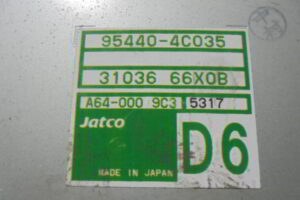 95440-4C035
31036 66X0B
A64-000 9C3 5317
Jatco
D6
MADE IN JAPAN